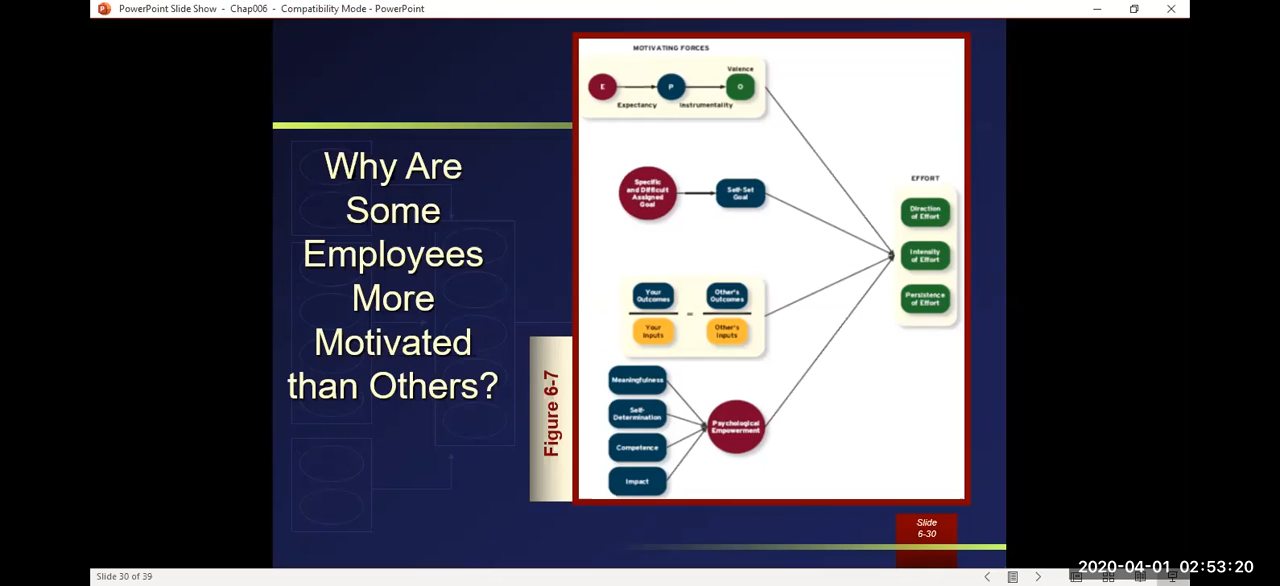 PowerPoint Slide Show - Chap006 - Compatibility Mode - PowerPoint
Why Are
Some
Employees
More
Motivated
than Others?
Figure 6-7
MOTIVATING FORCES
Valence
E
P
O
Expectancy
Instrumentality
Specific
and Difficult
Assigned
Goal
Self-Set
Goal
Your
Outcomes
Other's
Outcomes
=
Your
Inputs
Other's
Inputs
Meaningfulness
Self-
Determination
Competence
Impact
Psychological
Empowerment
EFFORT
Direction
of Effort
Intensity
of Effort
Persistence
of Effort
Slide
6-30
2020-04-01 02:53:20
Slide 30 of 39